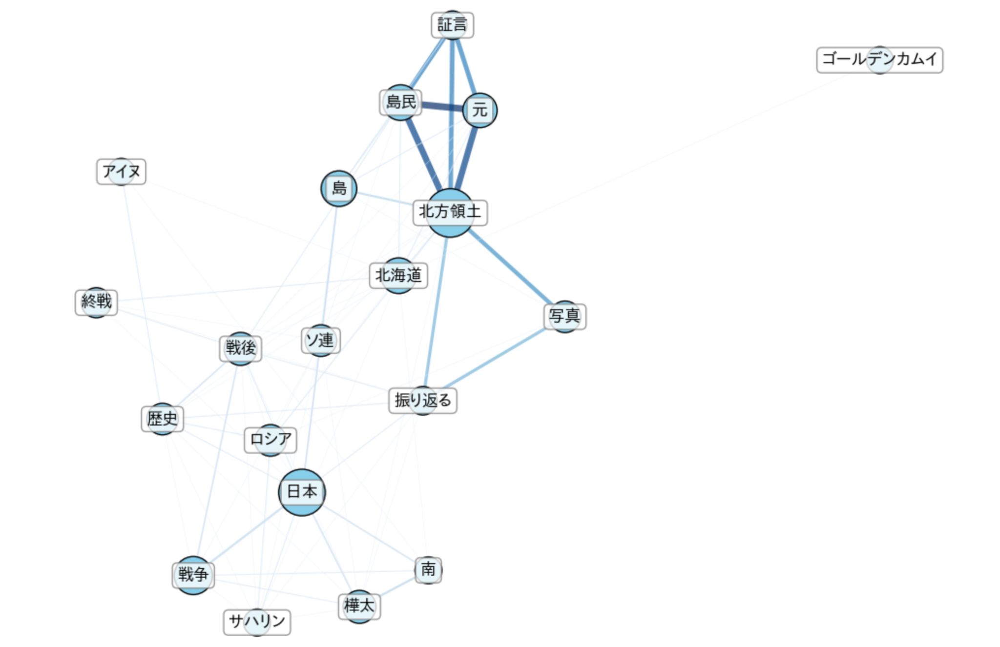 証言
ゴールデンカムイ
島民
元
アイヌ
島
北方領土
北海道
終戦
写真
ソ連
戦後
振り返る
歴史
ロシア
日本
南
戦争
樺太
サハリン